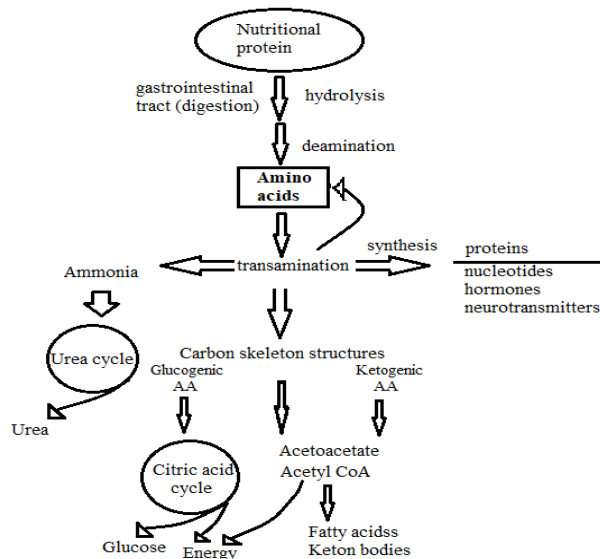 Nutritional
protein
gastrointestinal
tract (digestion)
hydrolysis
deamination
Amino
acids
synthesis
proteins
Ammonia
transamination
nucleotides
hormones
neurotransmitters
Carbon skeleton structures
Urea cycle
Glucogenic
AA
Ketogenic
AA
Urea
Acetoacetate
Acetyl CoA
Citric acid
cycle
Glucose
Energy
Fatty acidss
Keton bodies